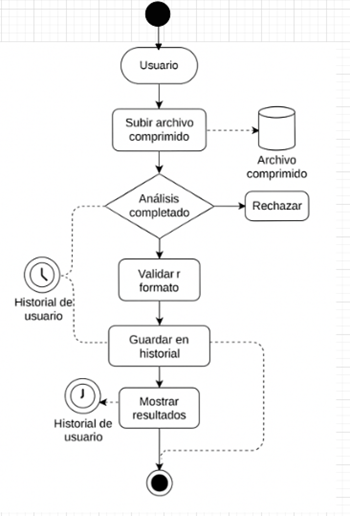 Usuario
Subir archivo
comprimido
Archivo
comprimido
Análisis
completado
Rechazar
Validar r
formato
Historial de
usuario
Guardar en
historial
Mostrar
resultados
Historial de
usuario